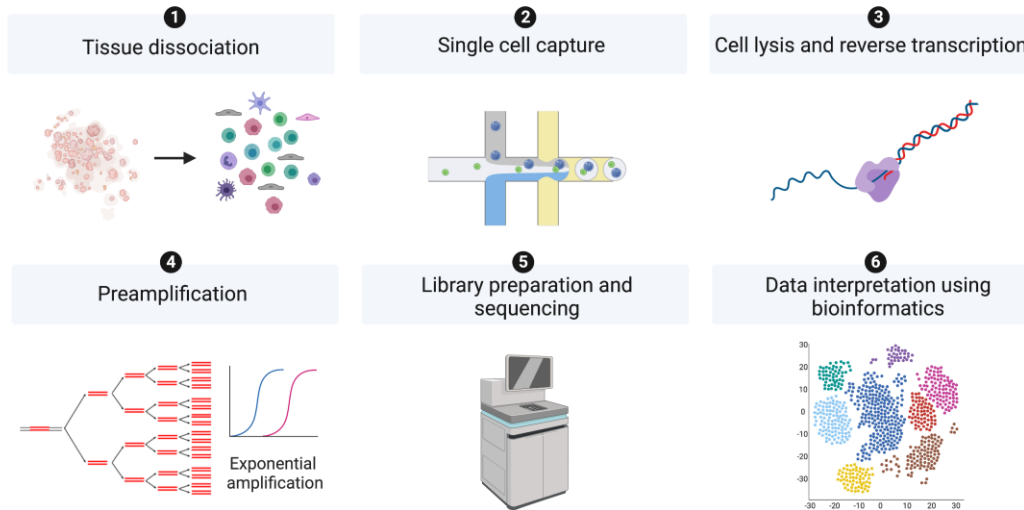 1
Tissue dissociation
2
Single cell capture
3
Cell lysis and reverse transcription
4
Preamplification
Exponential
amplification
5
Library preparation and
sequencing
6
Data interpretation using
bioinformatics
30
20
10
0
-10
-20
-30
-30 -20 -10 0 10 20 30